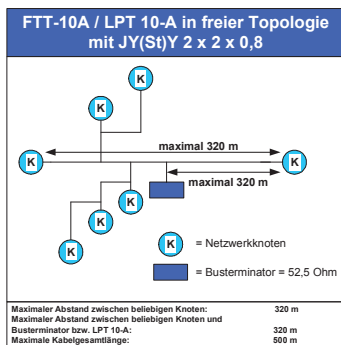 FTT-10A / LPT 10-A in freier Topologie
mit JY(St)Y 2 x 2 x 0,8
K
K
maximal 320 m
K
K
maximal 320 m
K
K
K
K = Netzwerkknoten
= Busterminator = 52,5 Ohm
Maximaler Abstand zwischen beliebigen Knoten: 320 m
Maximaler Abstand zwischen beliebigen Knoten und
Busterminator bzw. LPT 10-A: 320 m
Maximale Kabelgesamtlänge: 500 m